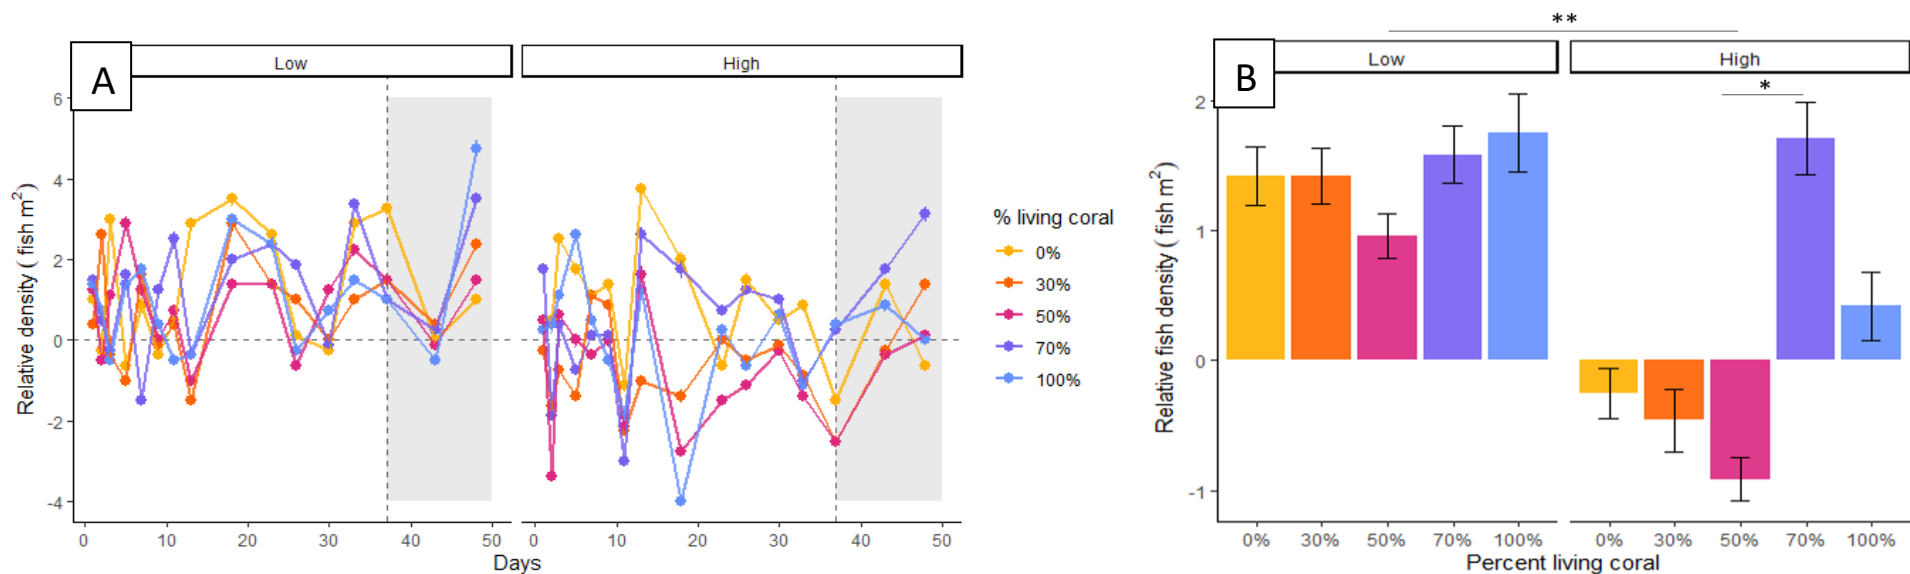 A
Low
High
6
4
2
0
-2
-4
Relative density ( fish m2 )
0 10 20 30 40 50
0 10 20 30 40 50
Days
% living coral
0%
30%
50%
70%
100%
**
B
Low
High
*
2
1
0
-1
Relative fish density ( fish m2 )
0% 30% 50% 70% 100%
0% 30% 50% 70% 100%
Percent living coral